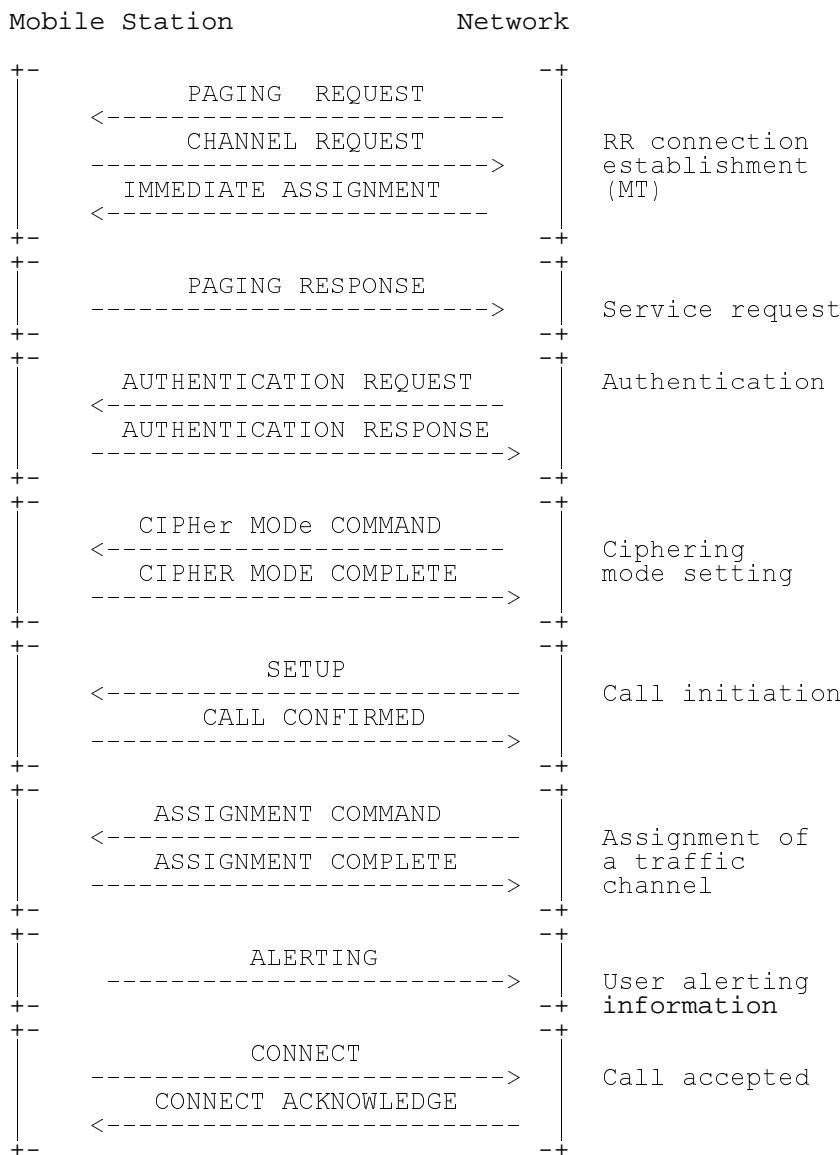 Mobile Station Network
PAGING REQUEST
CHANNEL REQUEST RR connection
establishment
IMMEDIATE ASSIGNMENT (MT)
PAGING RESPONSE
Service request
AUTHENTICATION REQUEST Authentication
AUTHENTICATION RESPONSE
CIPHer MODe COMMAND
Ciphering
CIPHER MODE COMPLETE mode setting
SETUP
Call initiation
CALL CONFIRMED
ASSIGNMENT COMMAND
Assignment of
ASSIGNMENT COMPLETE a traffic
channel
ALERTING
User alerting
information
CONNECT
Call accepted
CONNECT ACKNOWLEDGE